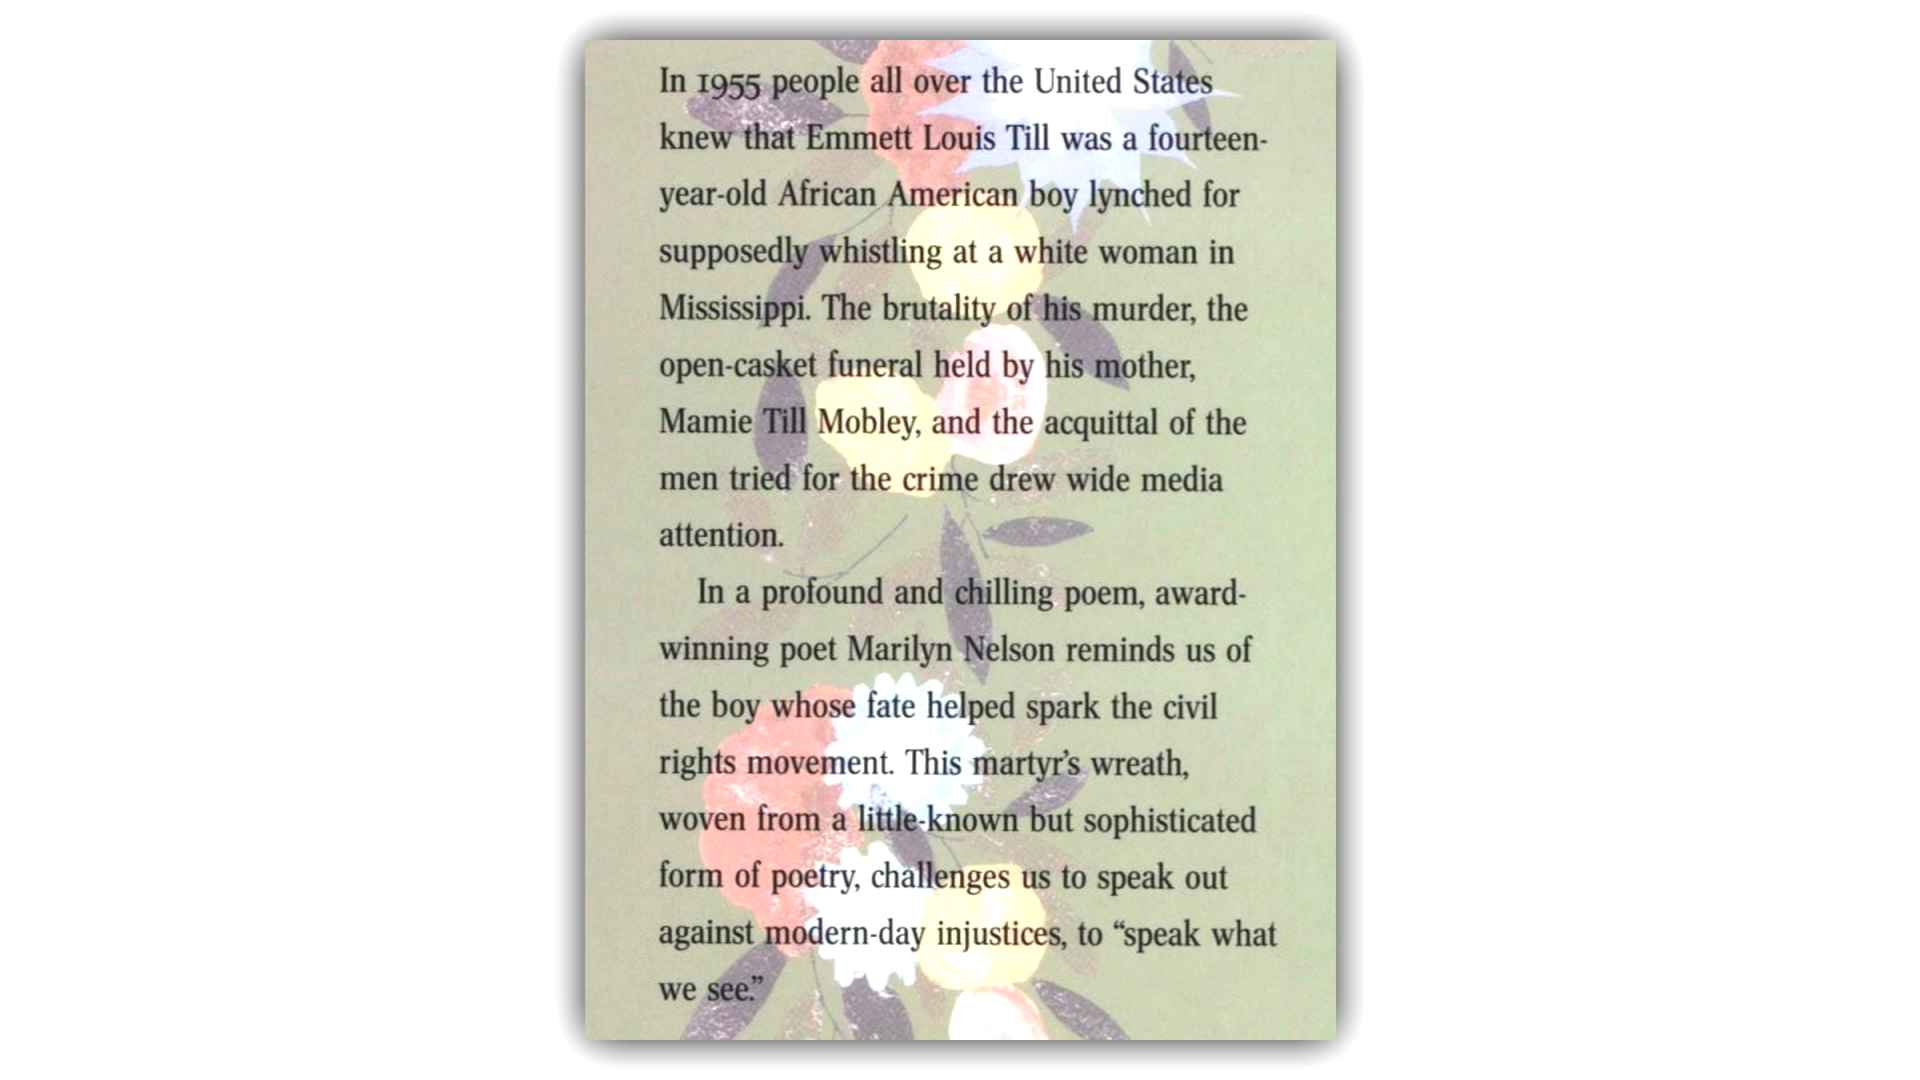 In 1955 people all over the United States
knew that Emmett Louis Till was a fourteen-
year-old African American boy lynched for
supposedly whistling at a white woman in
Mississippi. The brutality of his murder, the
open-casket funeral held by his mother,
Mamie Till Mobley, and the acquittal of the
men tried for the crime drew wide media
attention.
In a profound and chilling poem, award-
winning poet Marilyn Nelson reminds us of
the boy whose fate helped spark the civil
rights movement. This martyr’s wreath,
woven from a little-known but sophisticated
form of poetry, challenges us to speak out
against modern-day injustices, to “speak what
we see.”